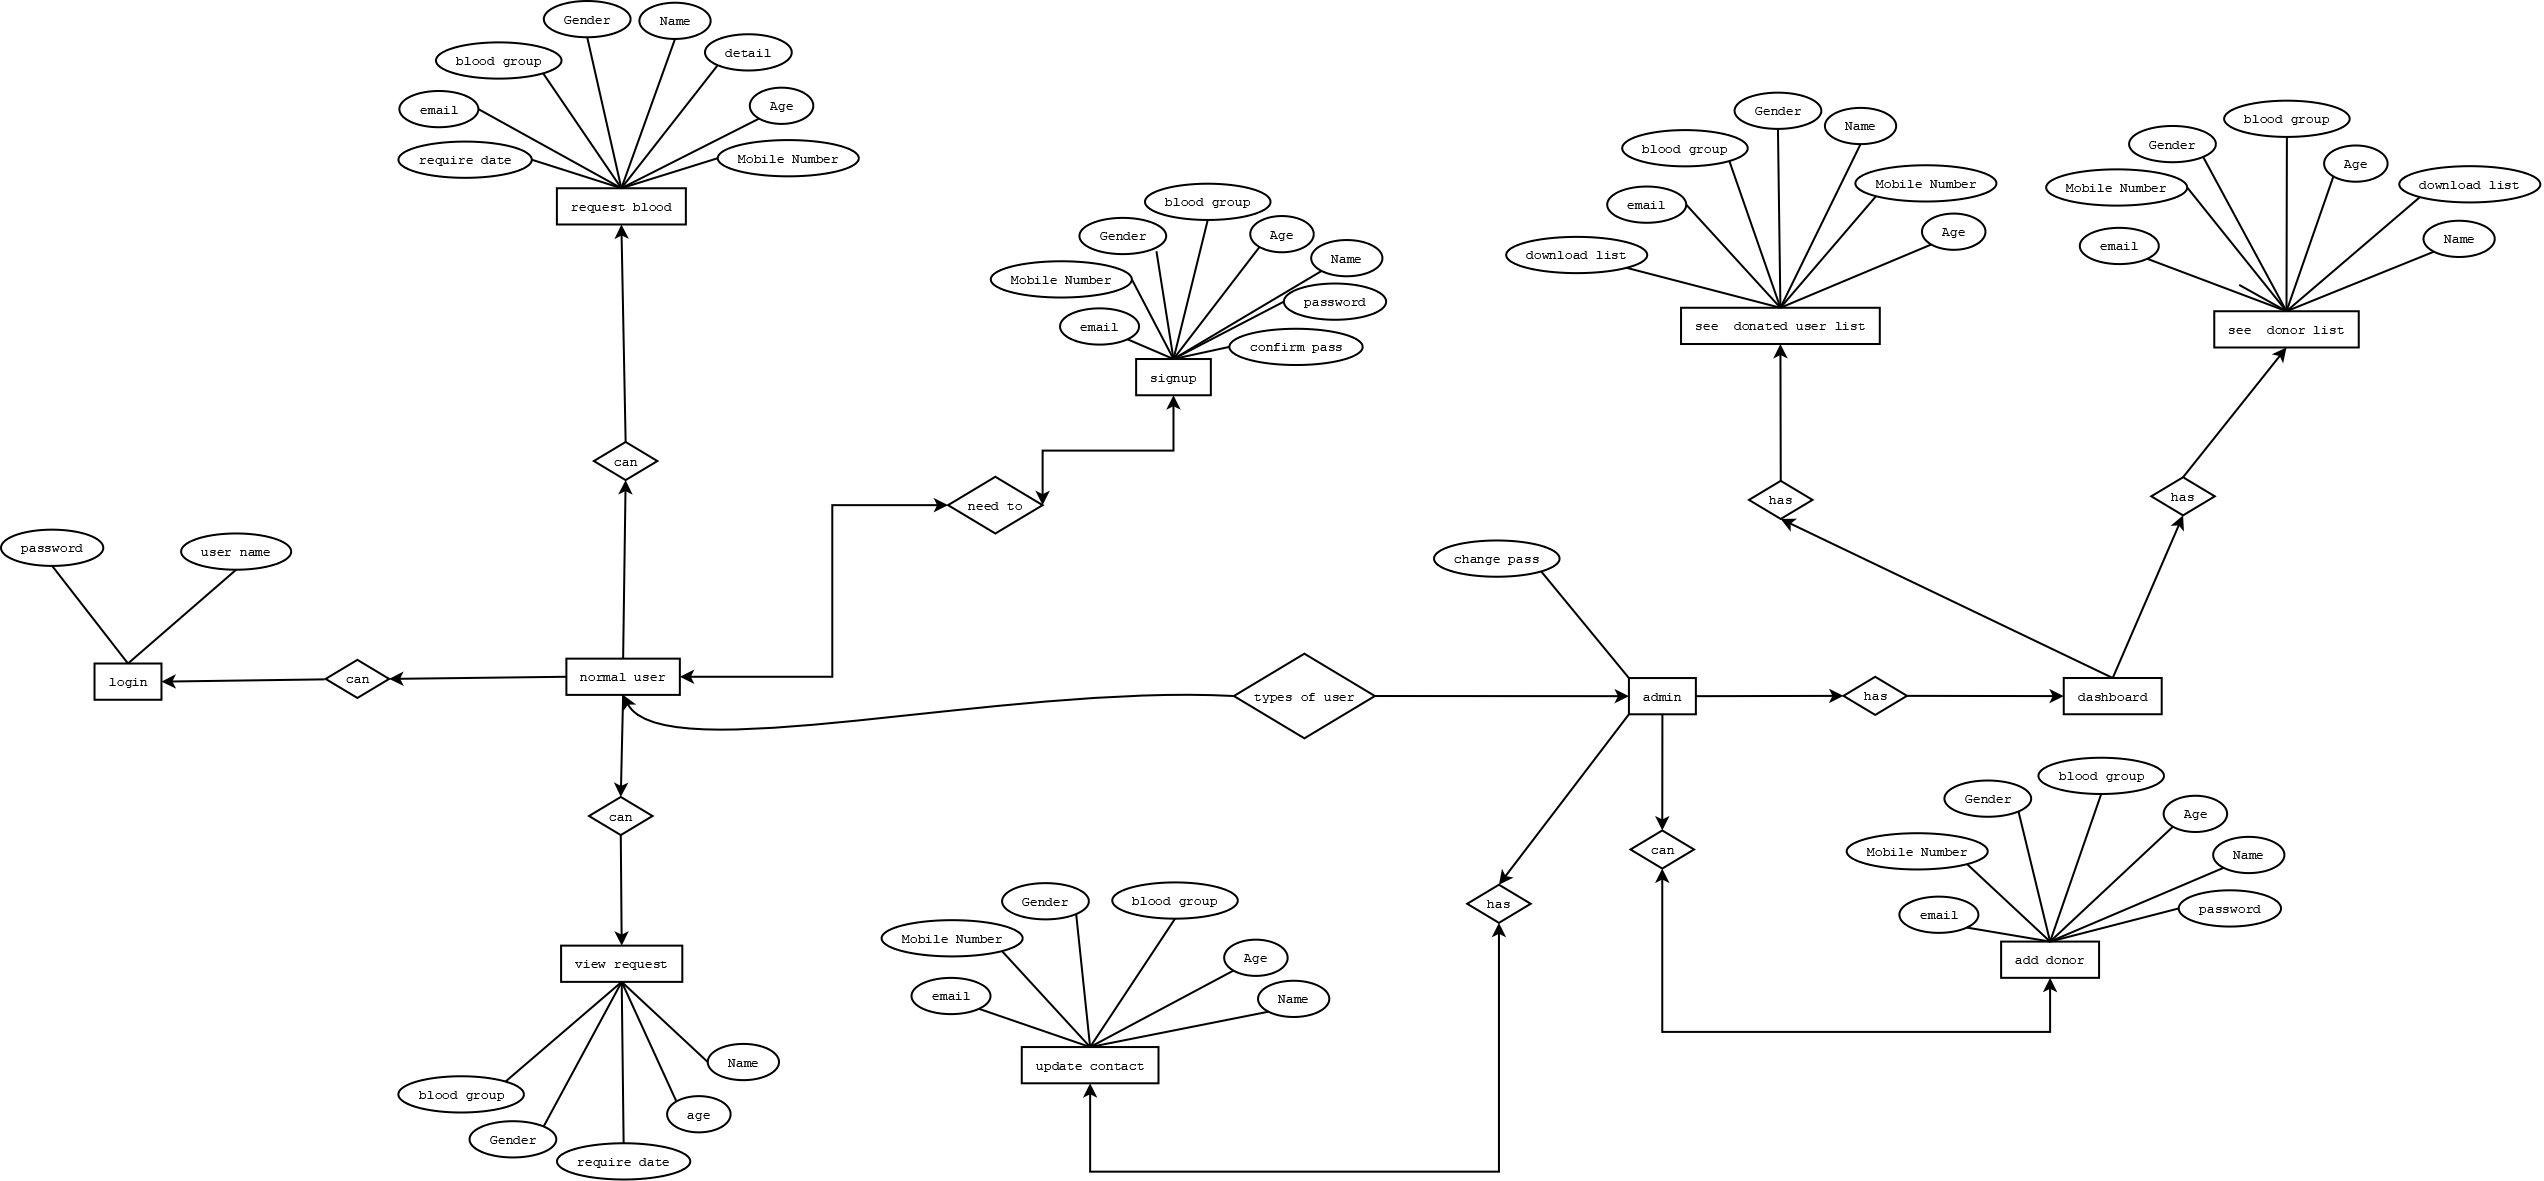 Gender
Name
detail
blood group
Age
email
Mobile Number
require date
request blood
can
blood group
Gender
Age
Name
Mobile Number
password
email
confirm pass
signup
need to
Gender
Name
blood group
Mobile Number
email
Age
download list
see  donated user list
has
blood group
Gender
Age
download list
Mobile Number
Name
email
see  donor list
has
password
user name
login
can
normal user
types of user
change pass
admin
has
dashboard
can
view request
Name
blood group
age
Gender
require date
Gender
blood group
Mobile Number
Age
email
Name
update contact
has
can
blood group
Gender
Age
Mobile Number
Name
email
password
add donor